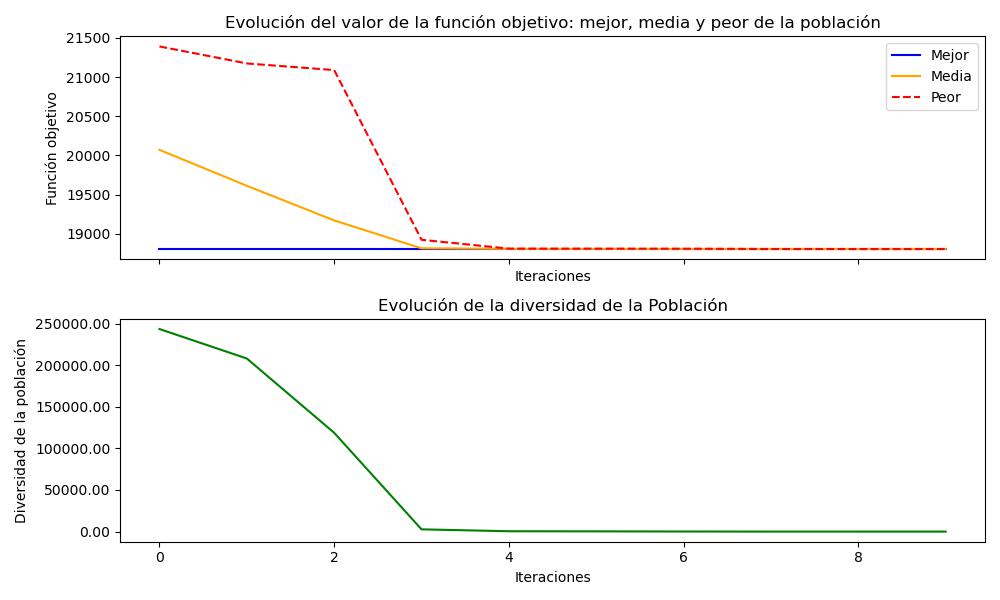 Evolución del valor de la función objetivo: mejor, media y peor de la población
21500
21000
20500
20000
19500
19000
Función objetivo
Mejor
Media
Peor
Iteraciones
Evolución de la diversidad de la Población
250000.00
200000.00
150000.00
100000.00
50000.00
0.00
Diversidad de la población
0 2 4 6 8
Iteraciones